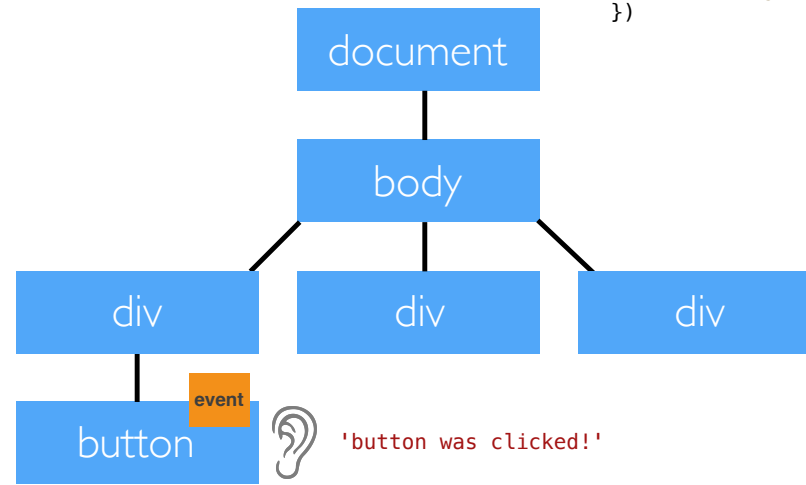 })
document
body
div
div
div
event
button
'button was clicked!'